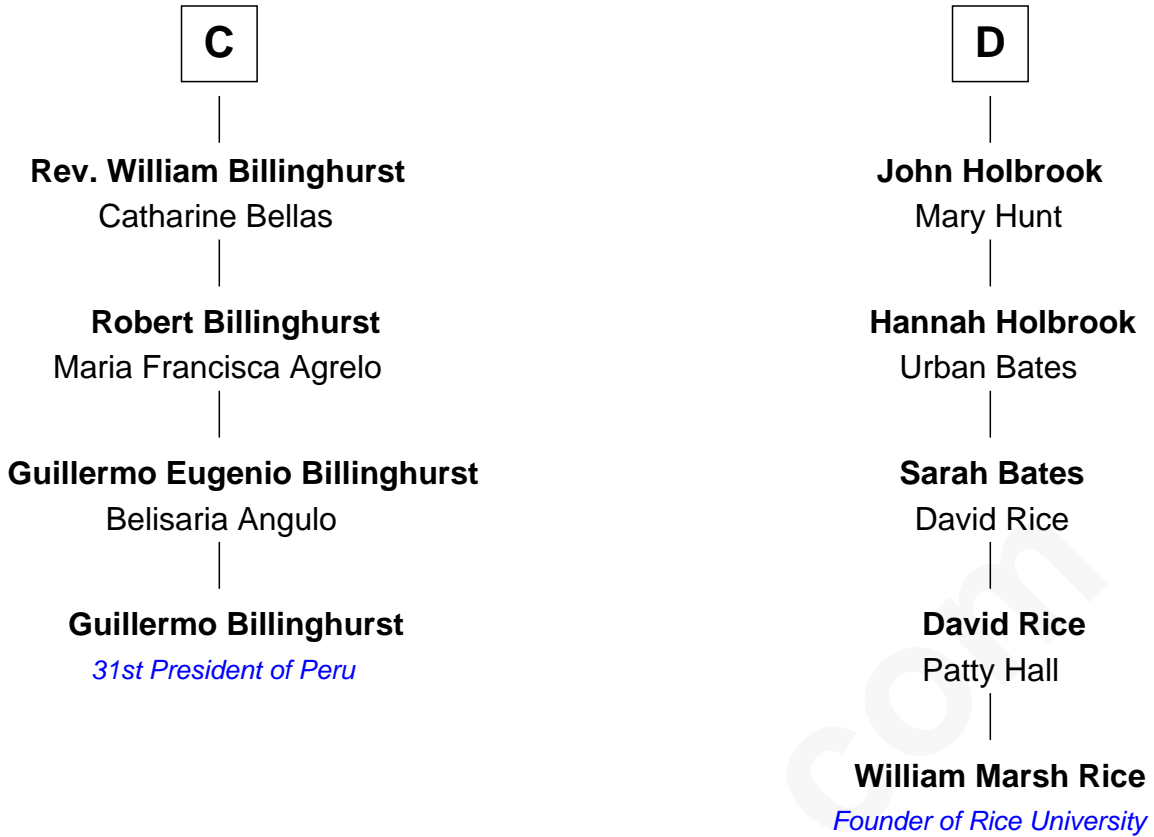 C
Rev. William Billinghurst
Catharine Bellas
Robert Billinghurst
Maria Francisca Agrelo
Guillermo Eugenio Billinghurst
Belisaria Angulo
Guillermo Billinghurst
31st President of Peru
D
John Holbrook
Mary Hunt
Hannah Holbrook
Urban Bates
Sarah Bates
David Rice
David Rice
Patty Hall
William Marsh Rice
Founder of Rice University
com